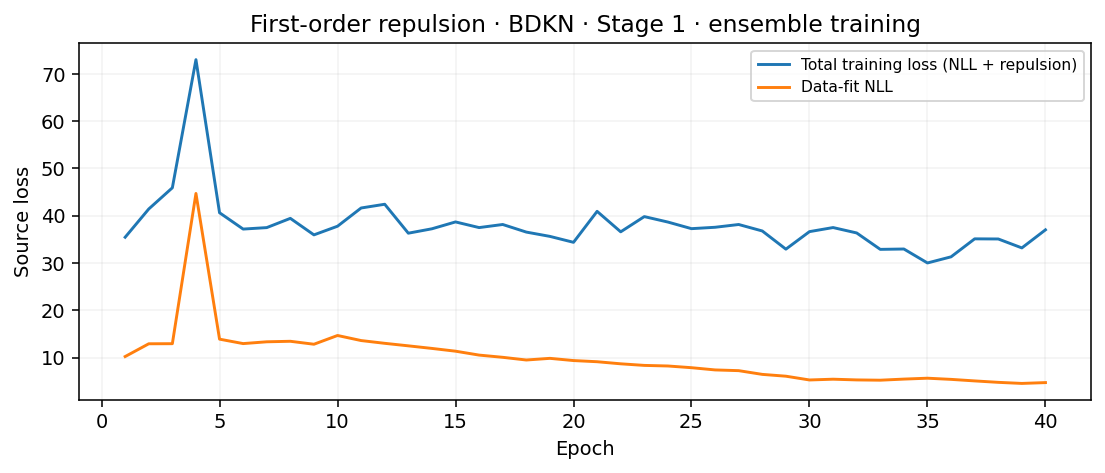 First-order repulsion · BDKN · Stage 1 · ensemble training
Total training loss (NLL + repulsion)
Data-fit NLL
Source loss
70
60
50
40
30
20
10
0 5 10 15 20 25 30 35 40
Epoch